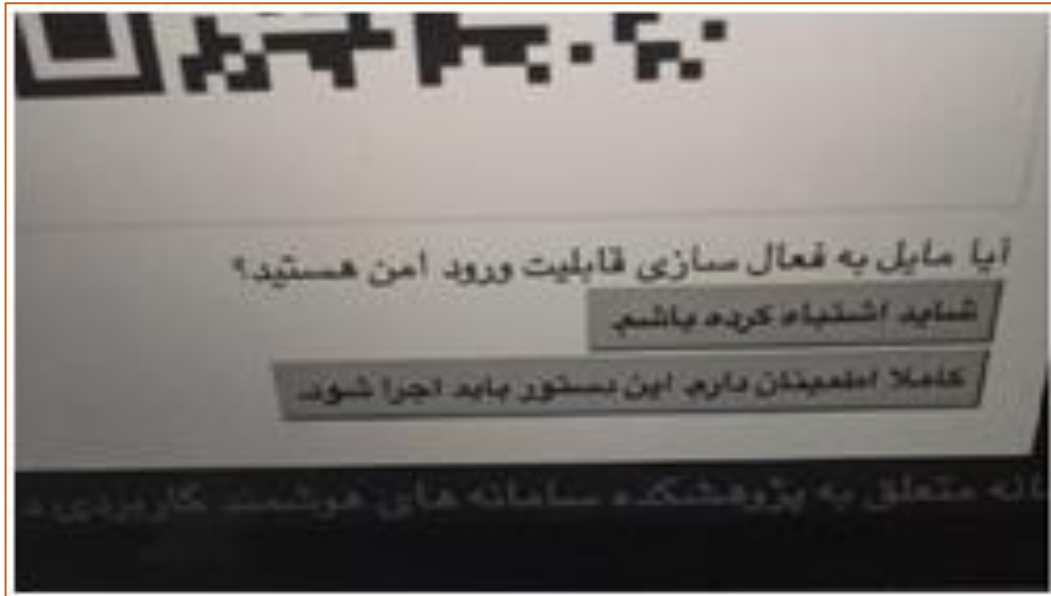 آیا مایل به فعال سازی قابلیت ورود امن هستید؟
شاید اشتباه کرده باشم.
کاملا اطمینان دارم. این دستور باید اجرا شود.
انه متعلق به پژوهشکده سامانه های هوشمند کاربردی د